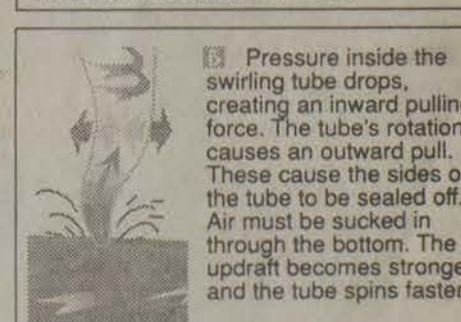 Pressure inside the
swirling tube drops,
creating an inward pulling
force. The tube's rotation
causes an outward pull.
These cause the sides o
the tube to be sealed off.
Air must be sucked in
through the bottom. The
updraft becomes stronge
and the tube spins faster